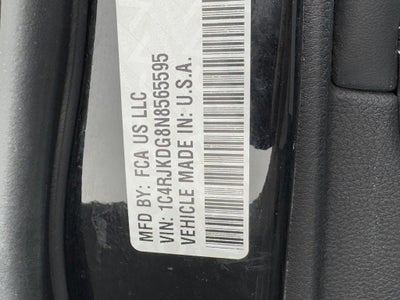 MFD BY: FCA US LLC
VIN: 1C4RJKDG8N8565595
VEHICLE MADE IN: U.S.A.